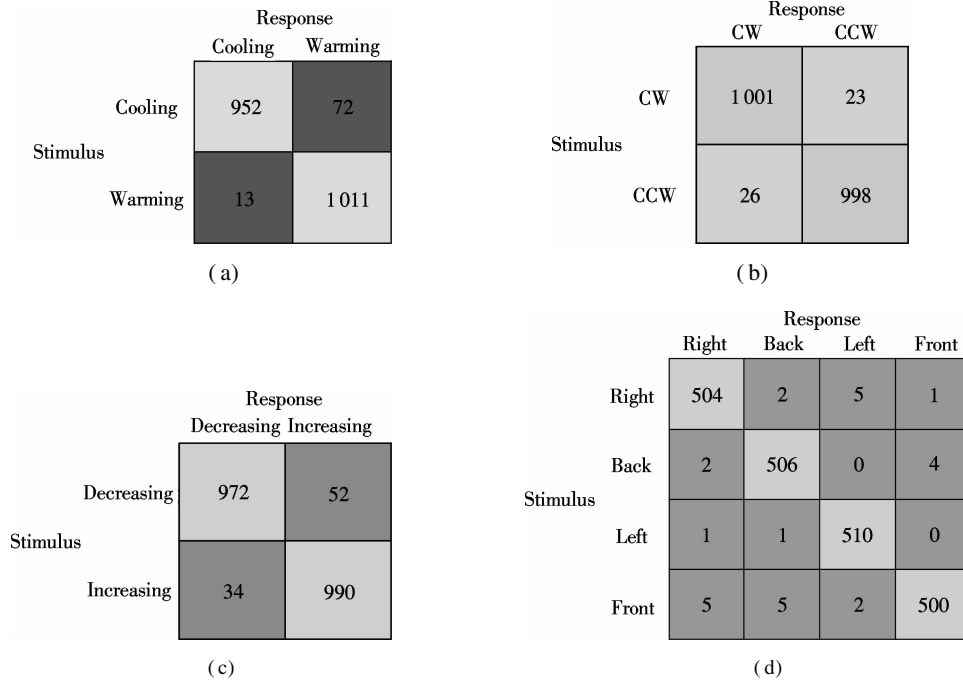 Response
Cooling Warming
Cooling 952 72
Stimulus
Warming 13 1 011
(a)
Response
CW CCW
CW 1 001 23
Stimulus
CCW 26 998
(b)
Response
Decreasing Increasing
Decreasing 972 52
Stimulus
Increasing 34 990
(c)
Response
Right Back Left Front
Right 504 2 5 1
Back 2 506 0 4
Stimulus
Left 1 1 510 0
Front 5 5 2 500
(d)